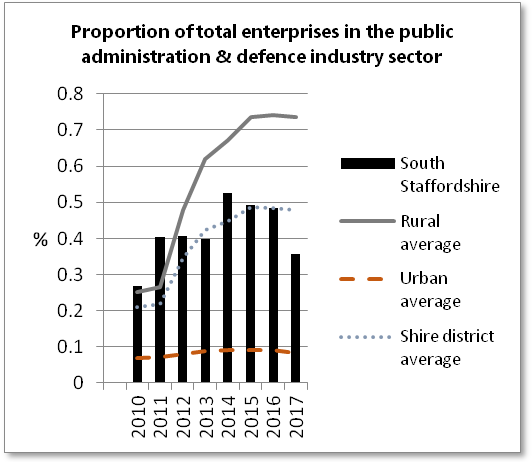 Proportion of total enterprises in the public
administration & defence industry sector
0.8
0.7
0.6
0.5
0.4
0.3
0.2
0.1
0
%
2010
2011
2012
2013
2014
2015
2016
2017
South
Staffordshire
Rural
average
Urban
average
Shire district
average